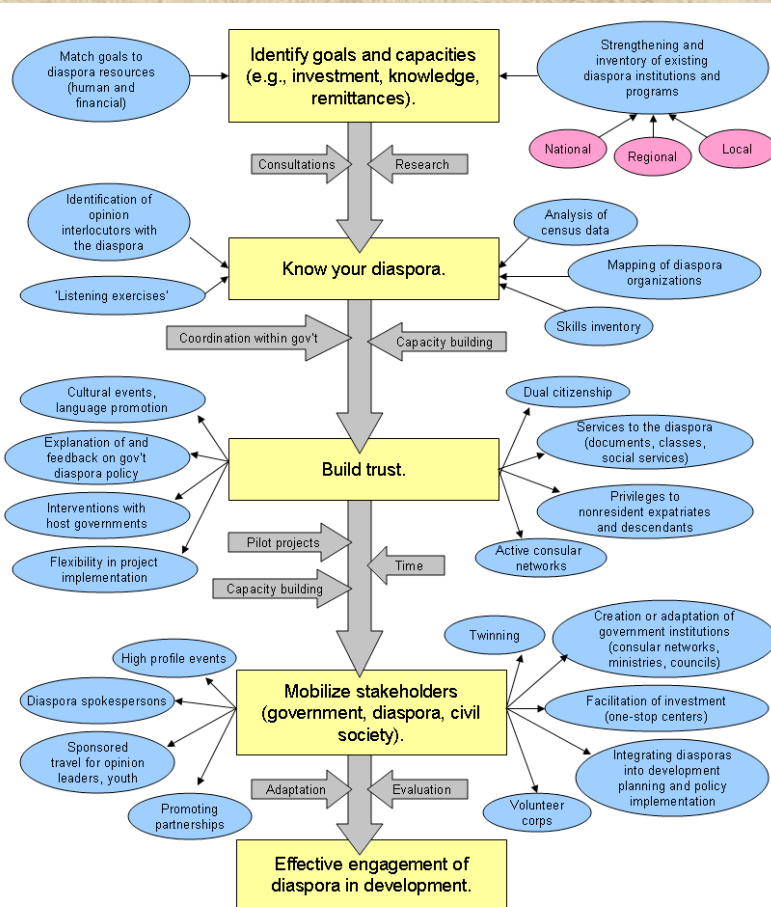 Match goals to
diaspora resources
(human and
financial)
Identify goals and capacities
(e.g., investment, knowledge,
remittances).
Strengthening and
inventory of existing
diaspora institutions and
programs
National
Regional
Local
Consultations
Research
Identification of
opinion
interlocutors with
the diaspora
'Listening exercises'
Know your diaspora.
Analysis of
census data
Mapping of diaspora
organizations
Skills inventory
Coordination within gov't
Capacity building
Cultural events,
language promotion
Explanation of and
feedback on gov't
diaspora policy
Interventions with
host governments
Flexibility in project
implementation
Build trust.
Dual citizenship
Services to the diaspora
(documents, classes,
social services)
Privileges to
nonresident expatriates
and descendants
Active consular
networks
Pilot projects
Time
Capacity building
High profile events
Diaspora spokespersons
Sponsored
travel for opinion
leaders, youth
Promoting
partnerships
Mobilize stakeholders
(government, diaspora, civil
society).
Twinning
Creation or adaptation of
government institutions
(consular networks,
ministries, councils)
Facilitation of investment
(one-stop centers)
Integrating diasporas
into development
planning and policy
implementation
Volunteer
corps
Adaptation
Evaluation
Effective engagement of
diaspora in development.